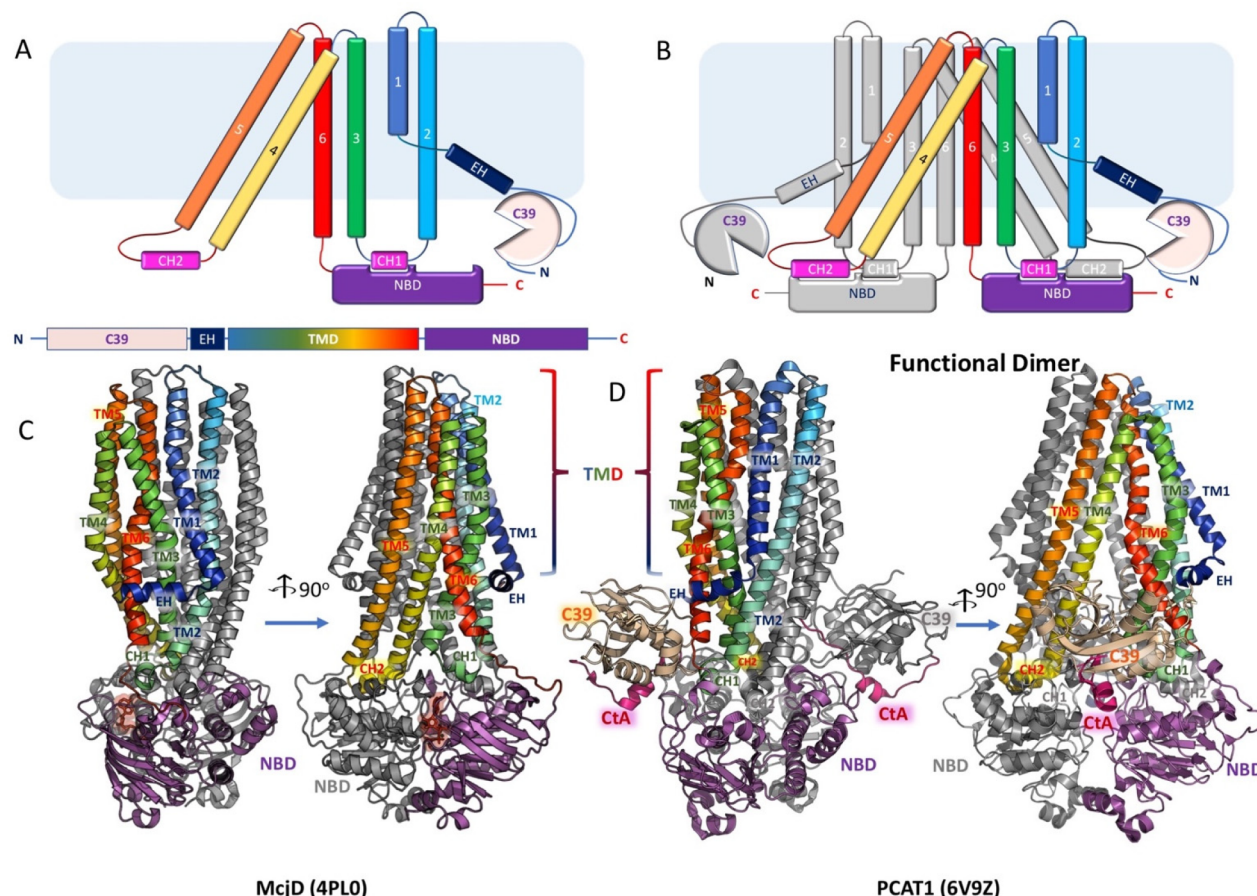 A
5
4
6
3
1
2
EH
C39
N
CH2
CH1
NBD
C
B
1
2
3
6
5
4
6
3
4
5
1
2
EH
EH
C39
C39
N
N
CH2
CH1
CH1
CH2
C
NBD
NBD
C
N
C39
EH
TMD
NBD
C
Functional Dimer
C
TM5
TM2
TM4
TM1
TM6
TM3
EH
TM2
CH1
NBD
90°
TM2
TM3
TM4
TM1
TM5
TM6
EH
TM3
CH1
CH2
NBD
TMD
D
TM5
TM1
TM2
TM4
TM3
TM6
EH
C39
TM2
C39
CH2
CH1
CH2
CtA
CtA
NBD
90°
TM2
TM1
TM3
TM5
TM4
TM6
EH
C39
CH2
CH1
CH1
CH2
CtA
NBD
NBD
McjD (4PL0)
PCAT1 (6V9Z)